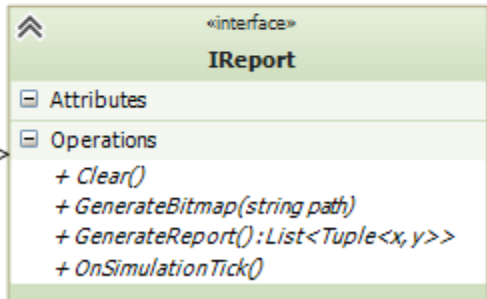 «interface»
IReport
Attributes
Operations
+ Clear()
+ GenerateBitmap(string path)
+ GenerateReport():List<Tuple<x,y>>
+ OnSimulationTick()